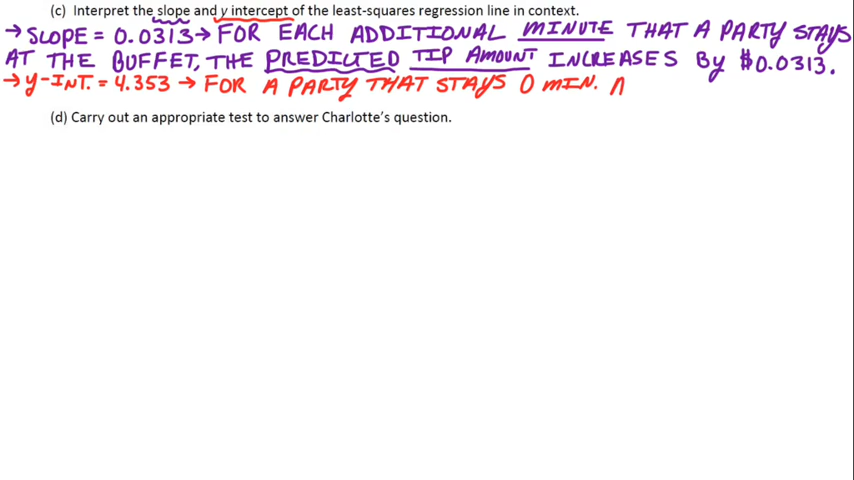 (c) Interpret the slope and y intercept of the least-squares regression line in context.
→ SLOPE = 0.0313 → FOR EACH ADDITIONAL MINUTE THAT A PARTY STAYS
AT THE BUFFET, THE PREDICTED TIP AMOUNT INCREASES BY $0.0313.
→ y-INT. = 4.353 → FOR A PARTY THAT STAYS 0 MIN.
(d) Carry out an appropriate test to answer Charlotte's question.